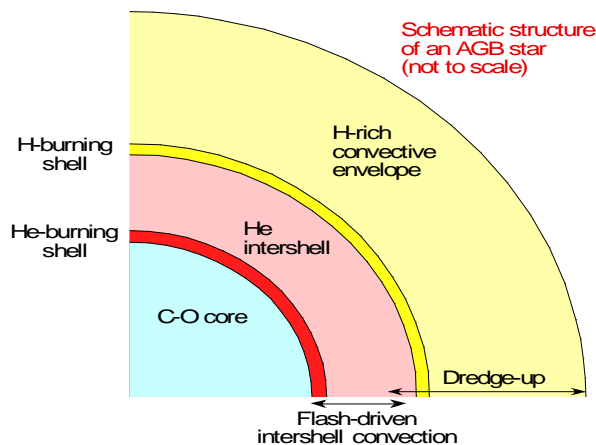 Schematic structure
of an AGB star
(not to scale)
H-rich
convective
envelope
H-burning
shell
He-burning
shell
He
intershell
C-O core
Dredge-up
Flash-driven
intershell convection